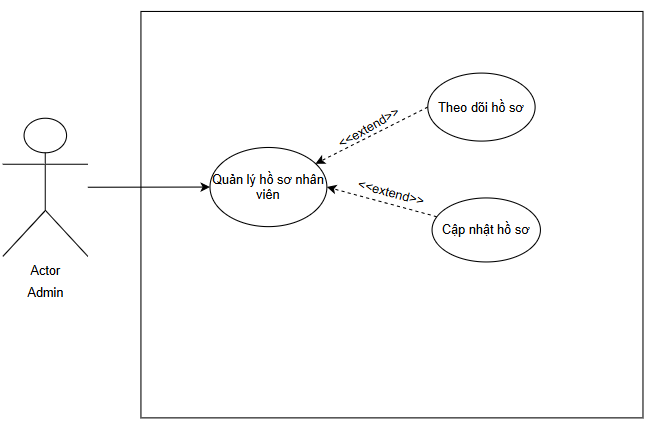 Theo dõi hồ sơ
<<extend>>
Quản lý hồ sơ nhân
viên
<<extend>>
Cập nhật hồ sơ
Actor
Admin